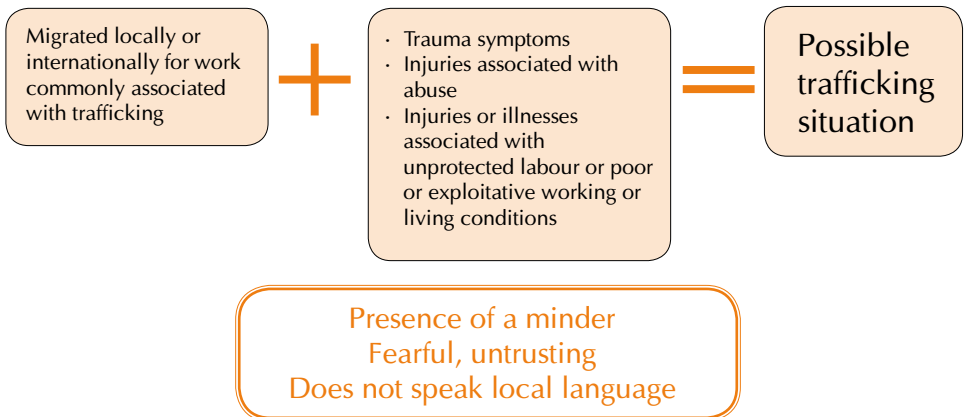 Migrated locally or
internationally for work
commonly associated
with trafficking
+
· Trauma symptoms
· Injuries associated with
abuse
· Injuries or illnesses
associated with
unprotected labour or poor
or exploitative working or
living conditions
=
Possible
trafficking
situation
Presence of a minder
Fearful, untrusting
Does not speak local language